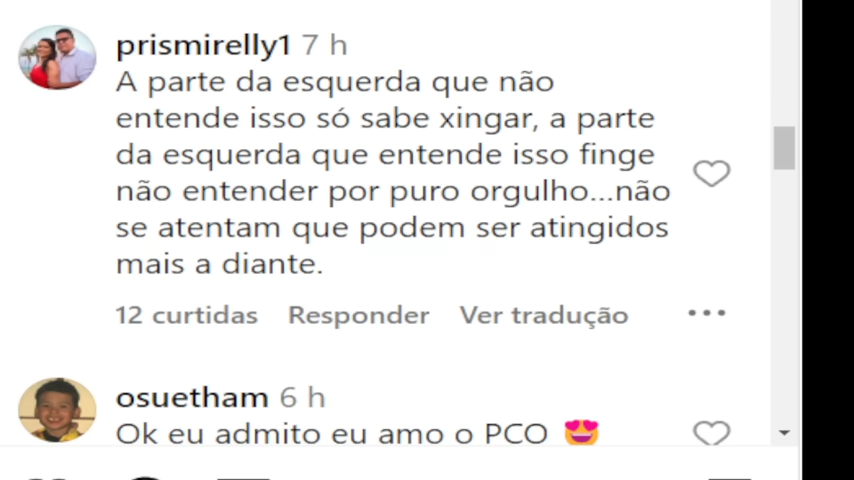 prismirelly1 7 h
A parte da esquerda que não
entende isso só sabe xingar, a parte
da esquerda que entende isso finge
não entender por puro orgulho...não
se atentam que podem ser atingidos
mais a diante.
12 curtidas Responder Ver tradução
osuetham 6 h
Ok eu admito eu amo o PCO 😍